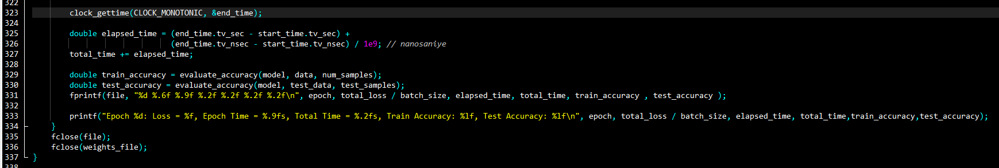 322
323 clock_gettime(CLOCK_MONOTONIC, &end_time);
324
325 double elapsed_time = (end_time.tv_sec - start_time.tv_sec) +
326 (end_time.tv_nsec - start_time.tv_nsec) / 1e9; // nanosaniye
327 total_time += elapsed_time;
328
329 double train_accuracy = evaluate_accuracy(model, data, num_samples);
330 double test_accuracy = evaluate_accuracy(model, test_data, test_samples);
331 fprintf(file, "%d %.6f %.9f %.2f %.2f %.2f %.2f\n", epoch, total_loss / batch_size, elapsed_time, total_time, train_accuracy , test_accuracy );
332
333 printf("Epoch %d: Loss = %f, Epoch Time = %.9fs, Total Time = %.2fs, Train Accuracy: %lf, Test Accuracy: %lf\n", epoch, total_loss / batch_size, elapsed_time, total_time,train_accuracy,test_accuracy);
334 }
335 fclose(file);
336 fclose(weights_file);
337 }
338